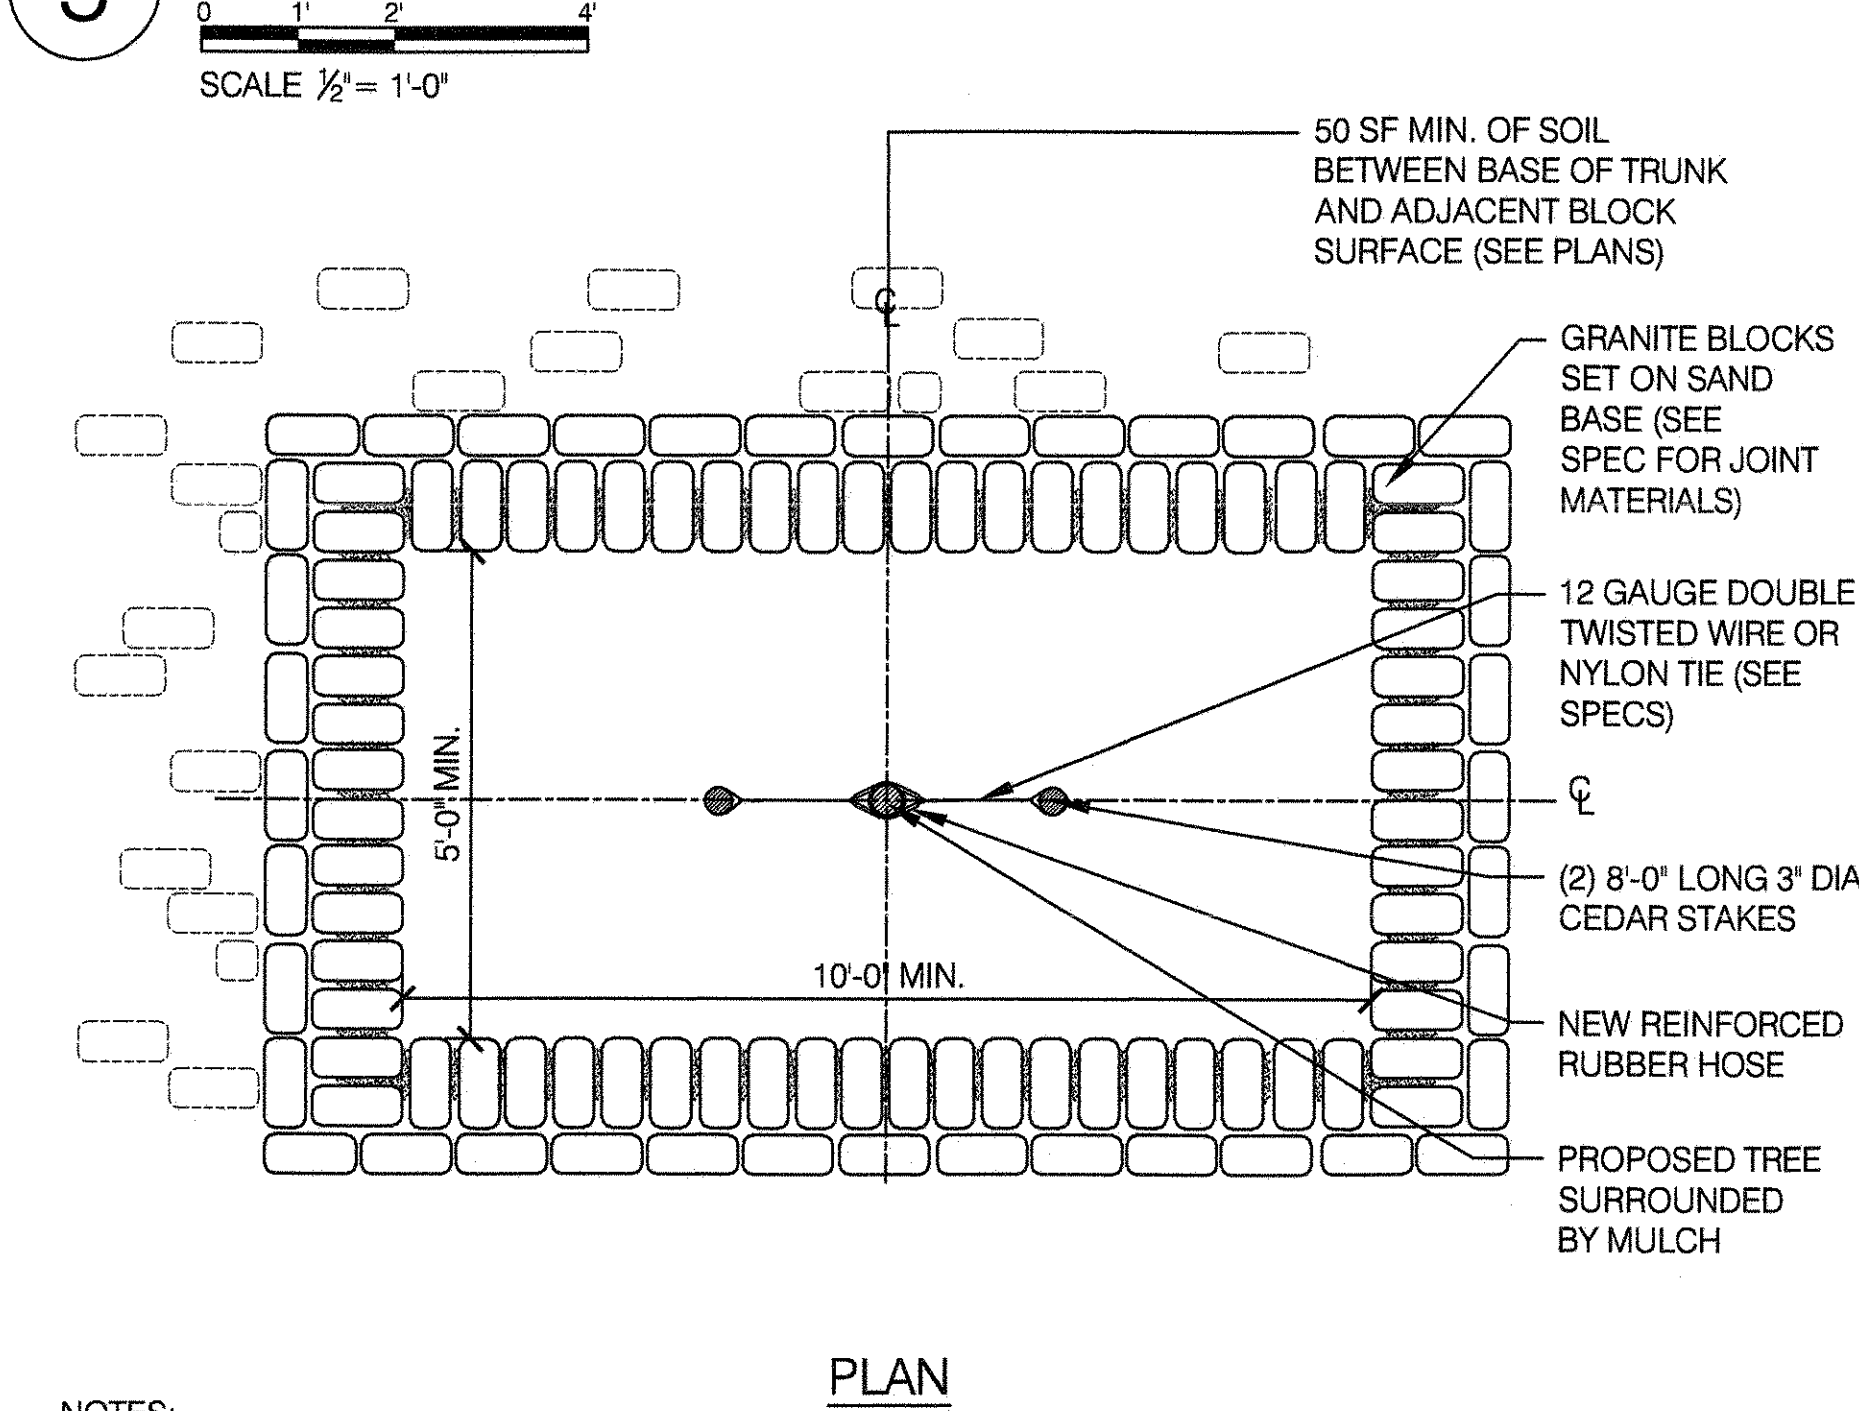 0 1' 2' 4'
SCALE ½" = 1'-0"
50 SF MIN. OF SOIL
BETWEEN BASE OF TRUNK
AND ADJACENT BLOCK
SURFACE (SEE PLANS)
℄
GRANITE BLOCKS
SET ON SAND
BASE (SEE
SPEC FOR JOINT
MATERIALS)
12 GAUGE DOUBLE
TWISTED WIRE OR
NYLON TIE (SEE
SPECS)
5'-0" MIN.
℄
(2) 8'-0" LONG 3" DIA
CEDAR STAKES
10'-0" MIN.
NEW REINFORCED
RUBBER HOSE
PROPOSED TREE
SURROUNDED
BY MULCH
PLAN
NOTES: